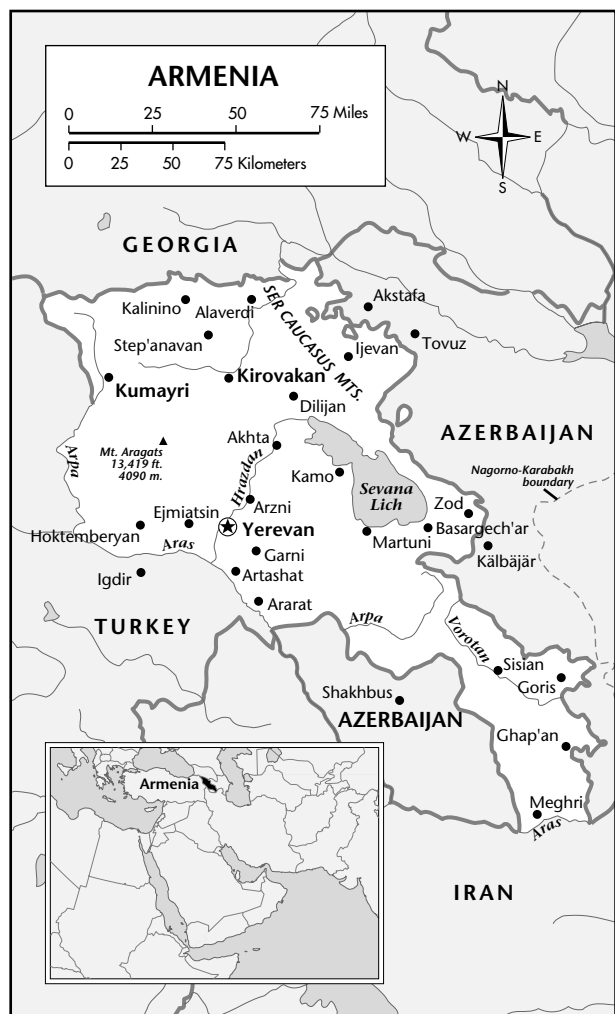 ARMENIA
0 25 50 75 Miles
0 25 50 75 Kilometers
N
W E
S
GEORGIA
Kalinino
Alaverdi
Akstafa
SER CAUCASUS MTS.
Step'anavan
Tovuz
Ijevan
Kumayri
Kirovakan
Dilijan
AZERBAIJAN
Arpa
Mt. Aragats
13,419 ft.
4090 m.
Akhta
Hrazdan
Kamo
Sevana
Lich
Nagorno-Karabakh
boundary
Zod
Arzni
Ejmiatsin
Yerevan
Basargech'ar
Hoktemberyan
Martuni
Aras
Garni
Kälbäjär
Igdir
Artashat
Ararat
Arpa
TURKEY
Vorotan
Sisian
Goris
Shakhbus
AZERBAIJAN
Ghap'an
Meghri
Aras
Armenia
IRAN